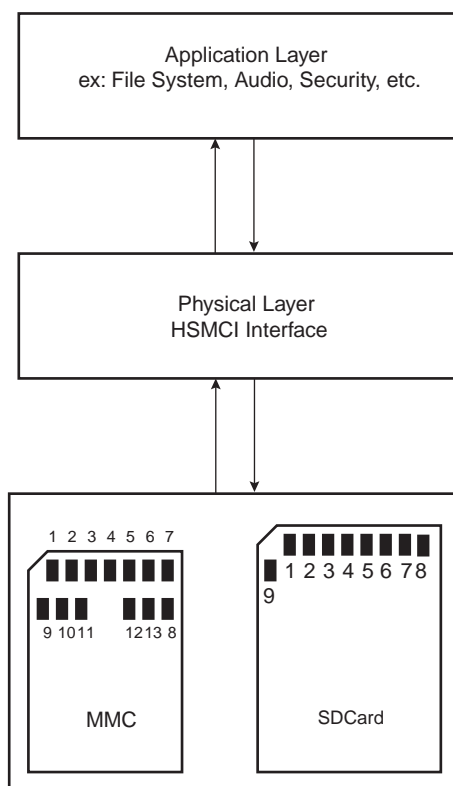 Application Layer
ex: File System, Audio, Security, etc.
Physical Layer
HSMCI Interface
1 2 3 4 5 6 7
9 10 11 12 13 8
MMC
1 2 3 4 5 6 7 8
9
SDCard